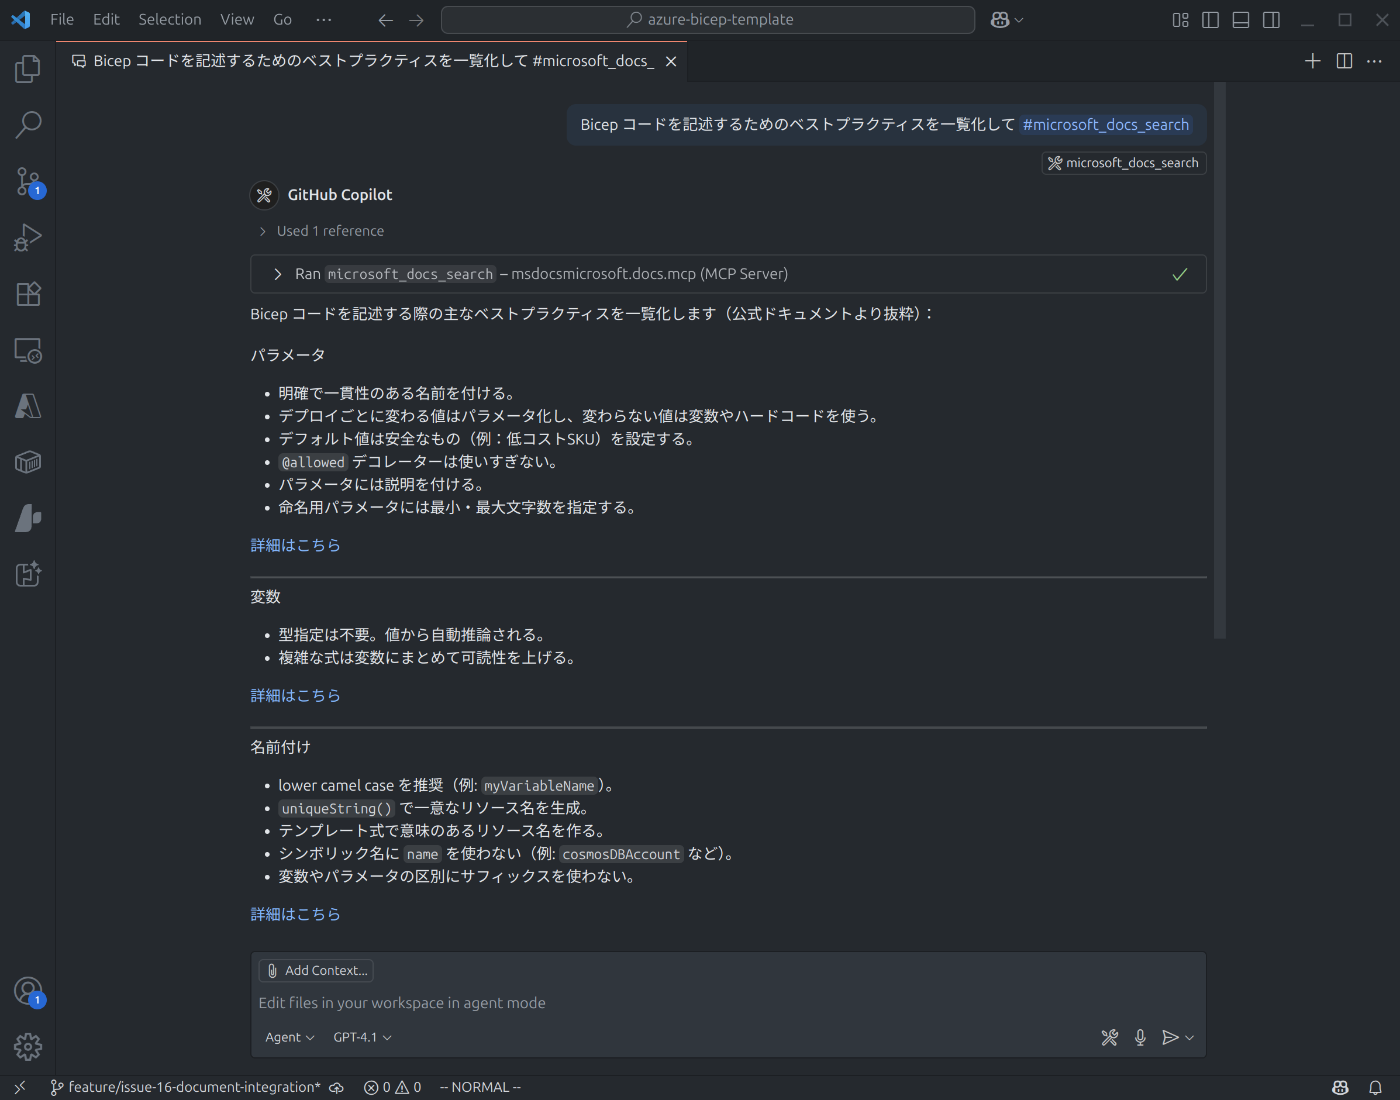 File Edit Selection View Go ··· azure-bicep-template
Bicep コードを記述するためのベストプラクティスを一覧化して #microsoft_docs_
Bicep コードを記述するためのベストプラクティスを一覧化して #microsoft_docs_search
microsoft_docs_search
GitHub Copilot
Used 1 reference
Ran microsoft_docs_search – msdocsmicrosoft.docs.mcp (MCP Server)
Bicep コードを記述する際の主なベストプラクティスを一覧化します（公式ドキュメントより抜粋）：
パラメータ
• 明確で一貫性のある名前を付ける。
• デプロイごとに変わる値はパラメータ化し、変わらない値は変数やハードコードを使う。
• デフォルト値は安全なもの（例：低コストSKU）を設定する。
• @allowed デコレーターは使いすぎない。
• パラメータには説明を付ける。
• 命名用パラメータには最小・最大文字数を指定する。
詳細はこちら
変数
• 型指定は不要。値から自動推論される。
• 複雑な式は変数にまとめて可読性を上げる。
詳細はこちら
名前付け
• lower camel case を推奨（例: myVariableName）。
• uniqueString() で一意なリソース名を生成。
• テンプレート式で意味のあるリソース名を作る。
• シンボリック名に name を使わない（例: cosmosDBAccount など）。
• 変数やパラメータの区別にサフィックスを使わない。
詳細はこちら
Add Context...
Edit files in your workspace in agent mode
Agent GPT-4.1
1
1
feature/issue-16-document-integration* 0 0 -- NORMAL --